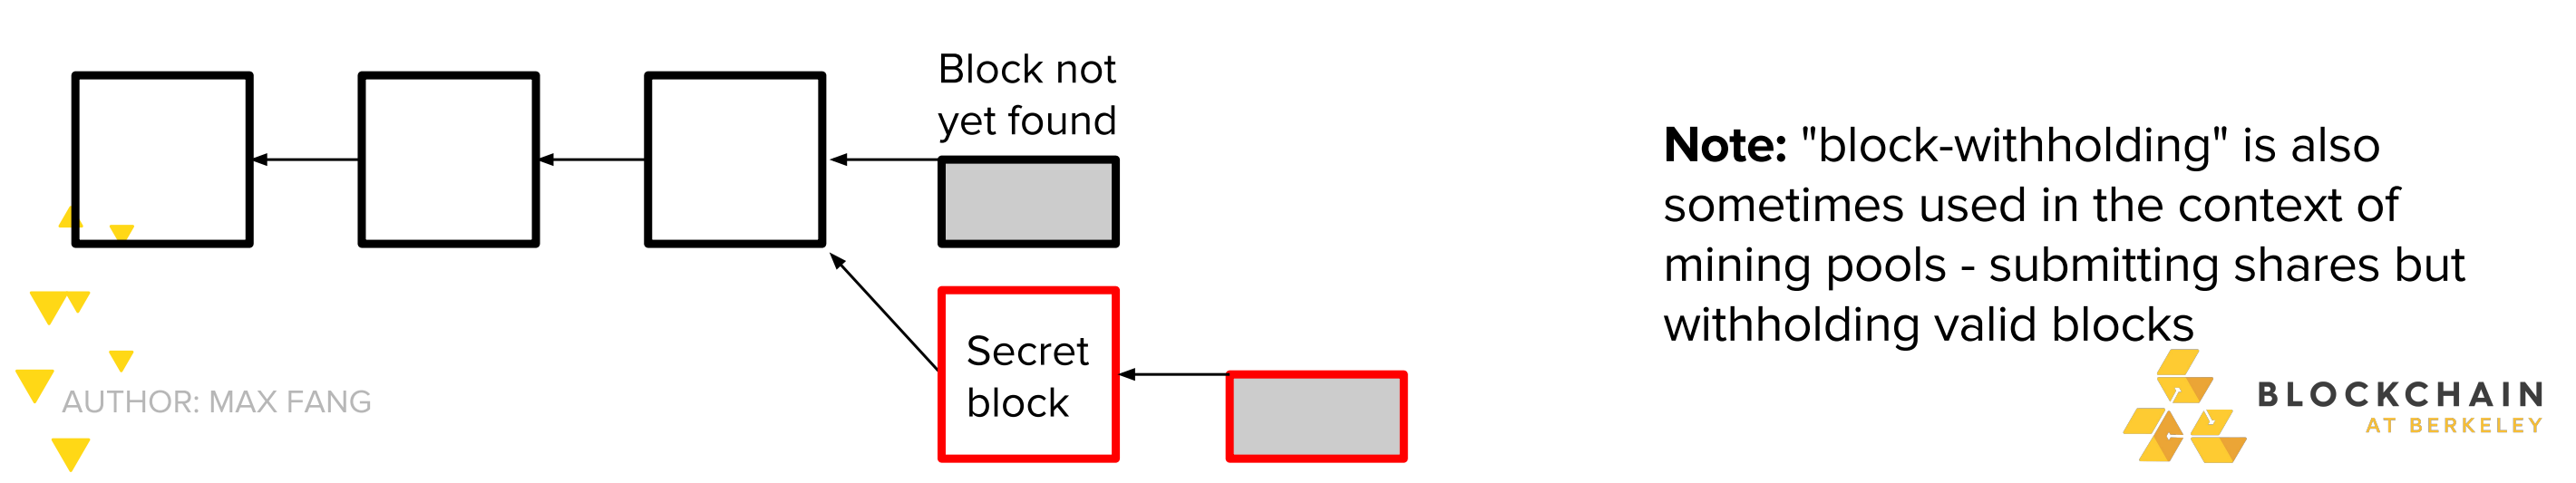 Block not
yet found
Secret
block
Note: "block-withholding" is also
sometimes used in the context of
mining pools - submitting shares but
withholding valid blocks
AUTHOR: MAX FANG
BLOCKCHAIN
AT BERKELEY